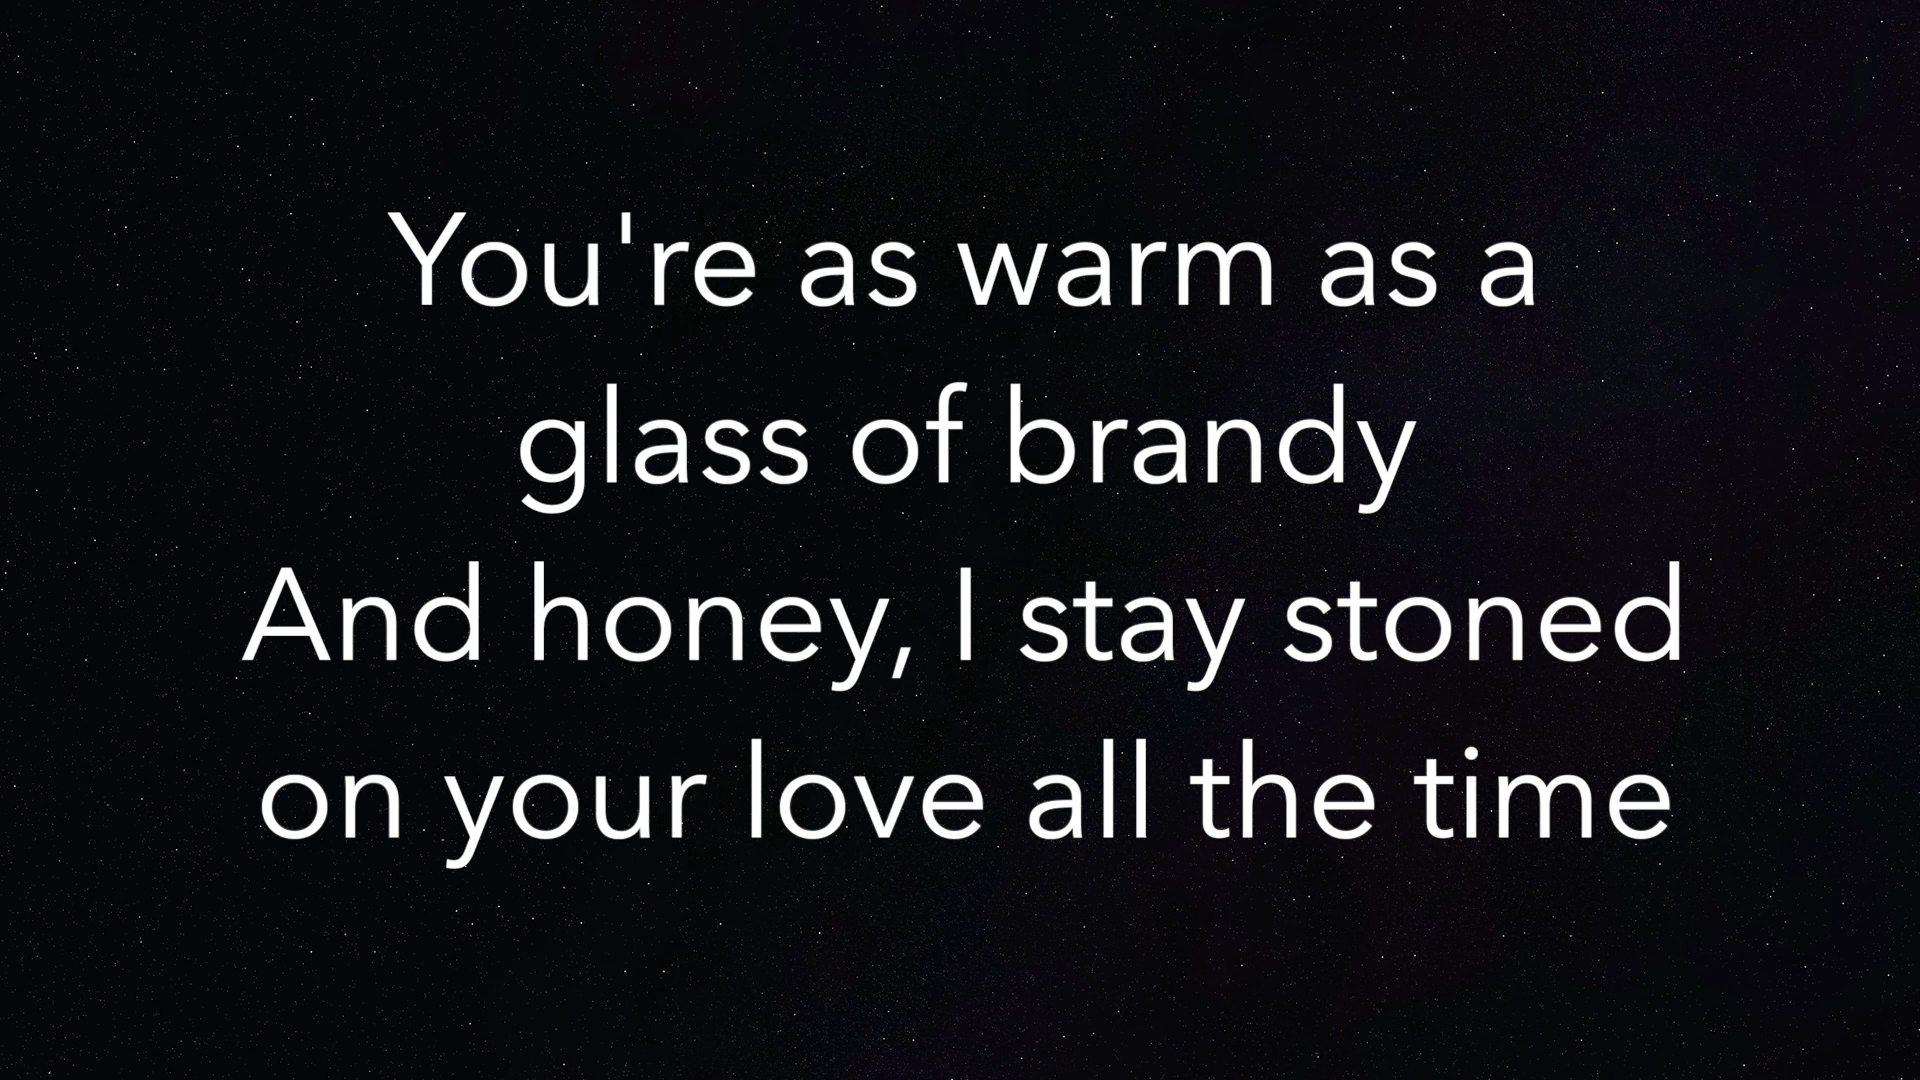 You're as warm as a
glass of brandy
And honey, I stay stoned
on your love all the time